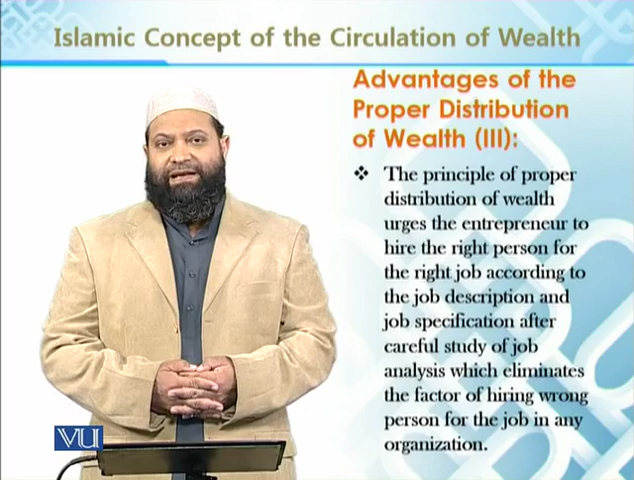 Islamic Concept of the Circulation of Wealth
Advantages of the
Proper Distribution
of Wealth (III):
❖ The principle of proper
distribution of wealth
urges the entrepreneur to
hire the right person for
the right job according to
the job description and
job specification after
careful study of job
analysis which eliminates
the factor of hiring wrong
person for the job in any
organization.
VU